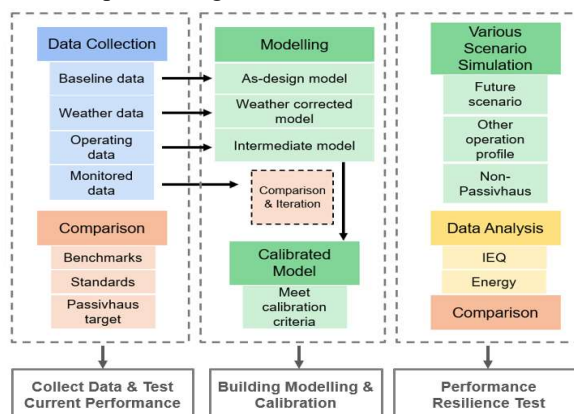 Data Collection
Baseline data
Weather data
Operating
data
Monitored
data
Comparison
Benchmarks
Standards
Passivhaus
target
Collect Data & Test
Current Performance
Modelling
As-design model
Weather corrected
model
Intermediate model
Comparison
& Iteration
Calibrated
Model
Meet
calibration
criteria
Building Modelling &
Calibration
Various
Scenario
Simulation
Future
scenario
Other
operation
profile
Non-
Passivhaus
Data Analysis
IEQ
Energy
Comparison
Performance
Resilience Test